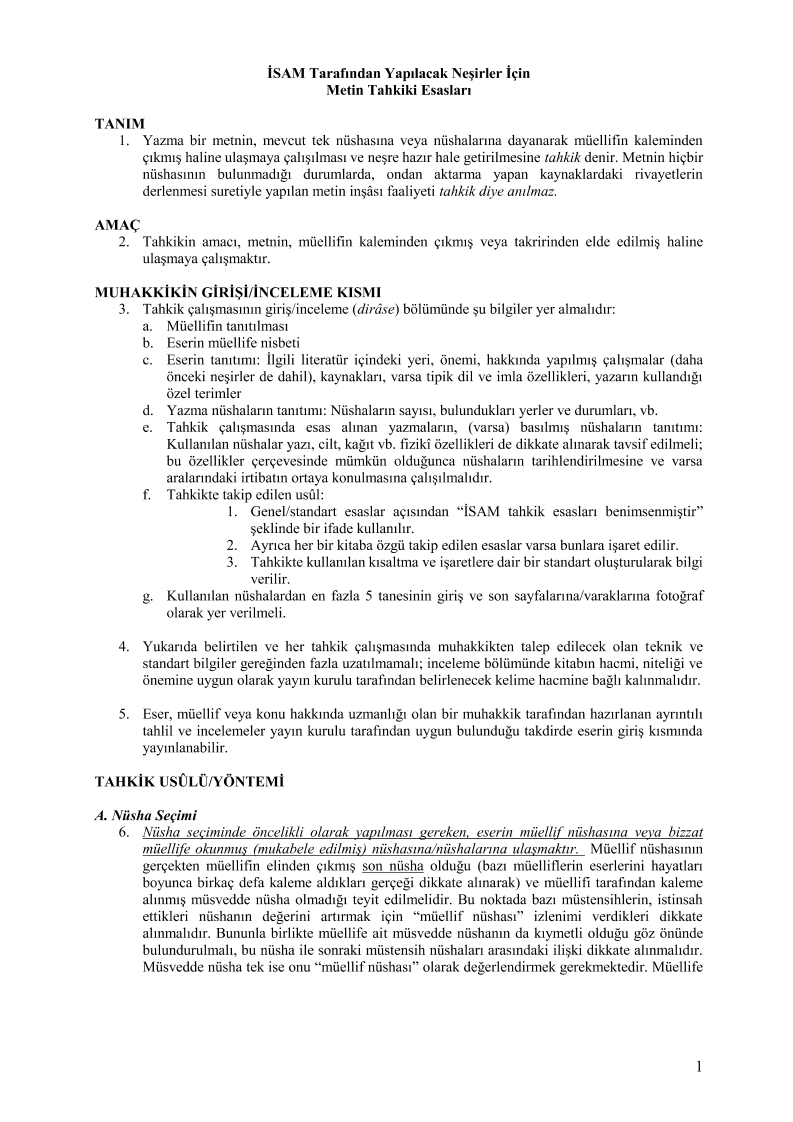 İSAM Tarafından Yapılacak Neşirler İçin
Metin Tahkiki Esasları
TANIM
1. Yazma bir metnin, mevcut tek nüshasına veya nüshalarına dayanarak müellifin kaleminden
çıkmış haline ulaşmaya çalışılması ve neşre hazır hale getirilmesine tahkik denir. Metnin hiçbir
nüshasının bulunmadığı durumlarda, ondan aktarma yapan kaynaklardaki rivayetlerin
derlenmesi suretiyle yapılan metin inşâsı faaliyeti tahkik diye anılmaz.
AMAÇ
2. Tahkikin amacı, metnin, müellifin kaleminden çıkmış veya takririnden elde edilmiş haline
ulaşmaya çalışmaktır.
MUHAKKİKİN GİRİŞİ/İNCELEME KISMI
3. Tahkik çalışmasının giriş/inceleme (dirâse) bölümünde şu bilgiler yer almalıdır:
a. Müellifin tanıtılması
b. Eserin müellife nisbeti
c. Eserin tanıtımı: İlgili literatür içindeki yeri, önemi, hakkında yapılmış çalışmalar (daha
önceki neşirler de dahil), kaynakları, varsa tipik dil ve imla özellikleri, yazarın kullandığı
özel terimler
d. Yazma nüshaların tanıtımı: Nüshaların sayısı, bulundukları yerler ve durumları, vb.
e. Tahkik çalışmasında esas alınan yazmaların, (varsa) basılmış nüshaların tanıtımı:
Kullanılan nüshalar yazı, cilt, kağıt vb. fizikî özellikleri de dikkate alınarak tavsif edilmeli;
bu özellikler çerçevesinde mümkün olduğunca nüshaların tarihlendirilmesine ve varsa
aralarındaki irtibatın ortaya konulmasına çalışılmalıdır.
f. Tahkikte takip edilen usûl:
1. Genel/standart esaslar açısından “İSAM tahkik esasları benimsenmiştir”
şeklinde bir ifade kullanılır.
2. Ayrıca her bir kitaba özgü takip edilen esaslar varsa bunlara işaret edilir.
3. Tahkikte kullanılan kısaltma ve işaretlere dair bir standart oluşturularak bilgi
verilir.
g. Kullanılan nüshalardan en fazla 5 tanesinin giriş ve son sayfalarına/varaklarına fotoğraf
olarak yer verilmeli.
4. Yukarıda belirtilen ve her tahkik çalışmasında muhakkikten talep edilecek olan teknik ve
standart bilgiler gereğinden fazla uzatılmamalı; inceleme bölümünde kitabın hacmi, niteliği ve
önemine uygun olarak yayın kurulu tarafından belirlenecek kelime hacmine bağlı kalınmalıdır.
5. Eser, müellif veya konu hakkında uzmanlığı olan bir muhakkik tarafından hazırlanan ayrıntılı
tahlil ve incelemeler yayın kurulu tarafından uygun bulunduğu takdirde eserin giriş kısmında
yayınlanabilir.
TAHKİK USÛLÜ/YÖNTEMİ
A. Nüsha Seçimi
6. Nüsha seçiminde öncelikli olarak yapılması gereken, eserin müellif nüshasına veya bizzat
müellife okunmuş (mukabele edilmiş) nüshasına/nüshalarına ulaşmaktır. Müellif nüshasının
gerçekten müellifin elinden çıkmış son nüsha olduğu (bazı müelliflerin eserlerini hayatları
boyunca birkaç defa kaleme aldıkları gerçeği dikkate alınarak) ve müellifi tarafından kaleme
alınmış müsvedde nüsha olmadığı teyit edilmelidir. Bu noktada bazı müstensihlerin, istinsah
ettikleri nüshanın değerini artırmak için “müellif nüshası” izlenimi verdikleri dikkate
alınmalıdır. Bununla birlikte müellife ait müsvedde nüshanın da kıymetli olduğu göz önünde
bulundurulmalı, bu nüsha ile sonraki müstensih nüshaları arasındaki ilişki dikkate alınmalıdır.
Müsvedde nüsha tek ise onu “müellif nüshası” olarak değerlendirmek gerekmektedir. Müellife
1